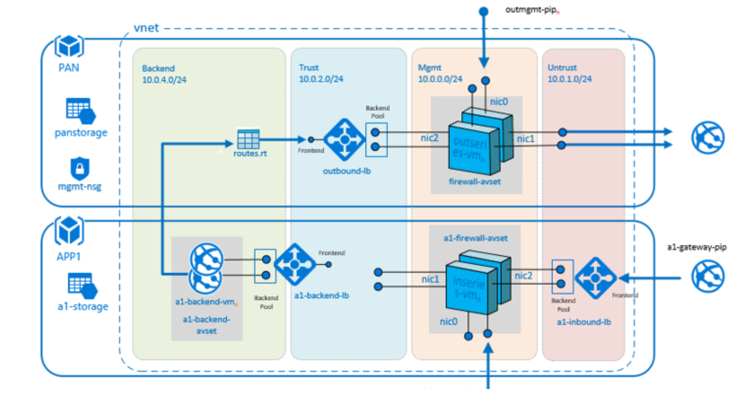 outmgmt-pip
vnet
PAN
panstorage
mgmt-nsg
Backend
10.0.4.0/24
Trust
10.0.2.0/24
Mgmt
10.0.0.0/24
Untrust
10.0.1.0/24
nic0
Backend
Pool
nic2
nic1
routes.rt
Frontend
outbound-lb
outseri
es-vm
firewall-avset
APP1
a1-storage
a1-firewall-avset
a1-gateway-pip
Frontend
nic1
nic2
inserie
s-vm
a1-backend-vm
Backend
Pool
a1-backend-lb
a1-backend-
avset
nic0
Backend
Pool
Frontend
a1-inbound-lb